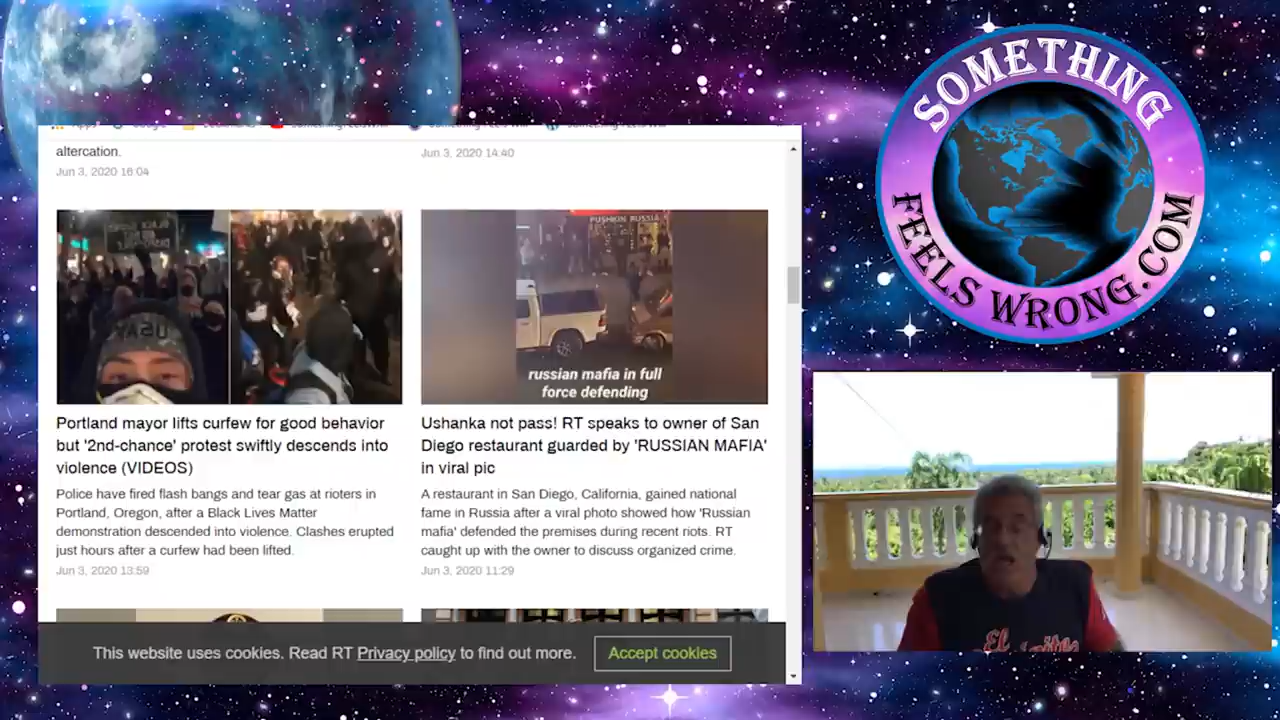 altercation.
Jun 3, 2020 16:04
Jun 3, 2020 14:40
PUSHKIN RUSSIA
russian mafia in full
force defending
Portland mayor lifts curfew for good behavior
but '2nd-chance' protest swiftly descends into
violence (VIDEOS)
Police have fired flash bangs and tear gas at rioters in
Portland, Oregon, after a Black Lives Matter
demonstration descended into violence. Clashes erupted
just hours after a curfew had been lifted.
Jun 3, 2020 13:59
Ushanka not pass! RT speaks to owner of San
Diego restaurant guarded by 'RUSSIAN MAFIA'
in viral pic
A restaurant in San Diego, California, gained national
fame in Russia after a viral photo showed how 'Russian
mafia' defended the premises during recent riots. RT
caught up with the owner to discuss organized crime.
Jun 3, 2020 11:29
This website uses cookies. Read RT Privacy policy to find out more.
Accept cookies
SOMETHING
FEELS WRONG.COM
El